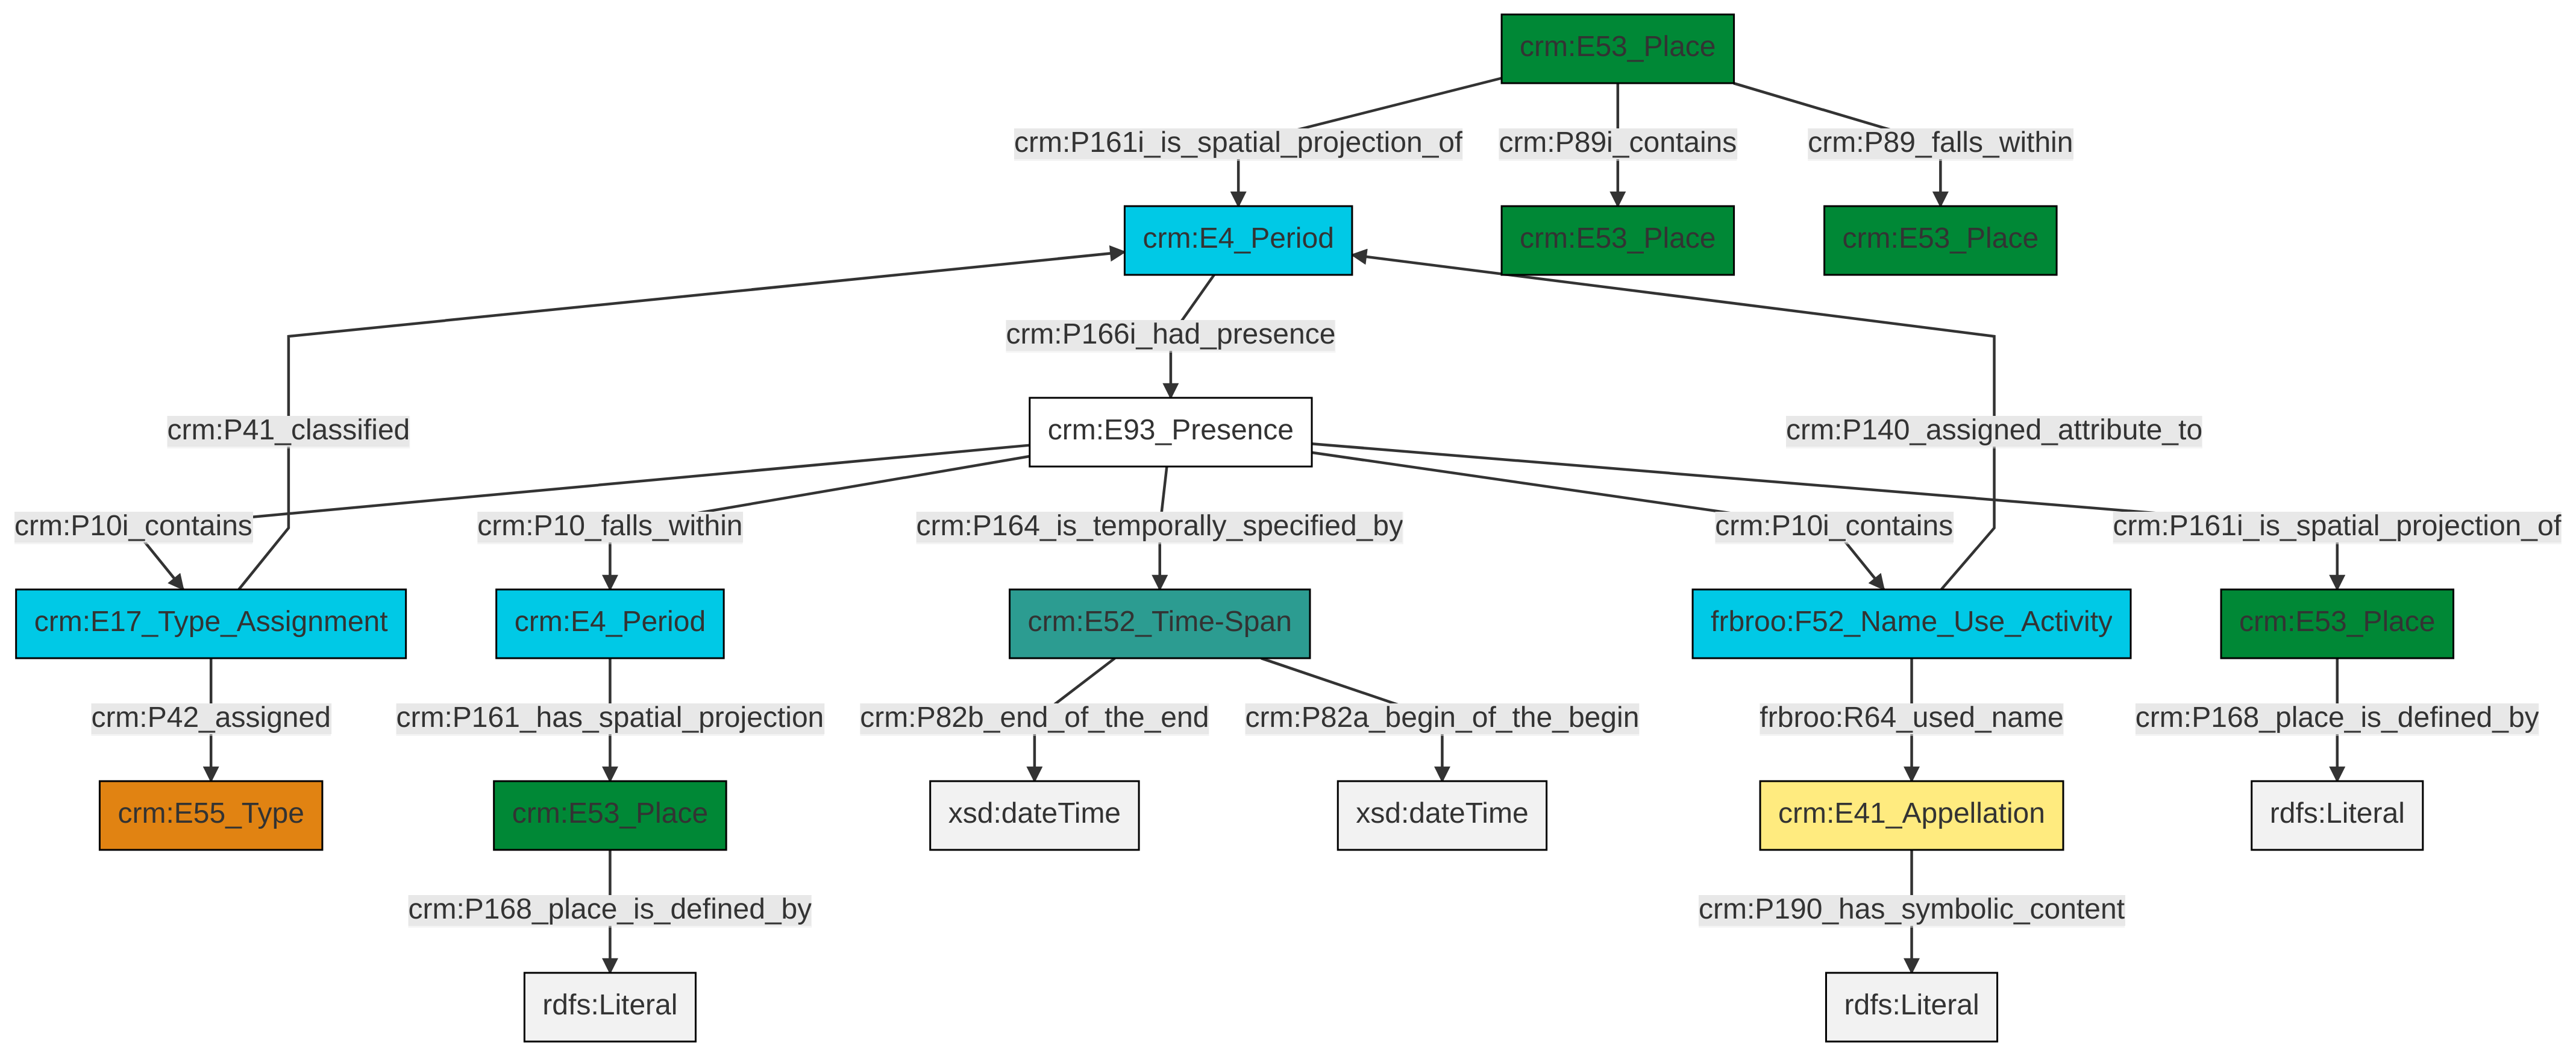 crm:E53_Place
crm:P161i_is_spatial_projection_of
crm:P89i_contains
crm:P89_falls_within
crm:E4_Period
crm:E53_Place
crm:E53_Place
crm:P166i_had_presence
crm:P41_classified
crm:E93_Presence
crm:P140_assigned_attribute_to
crm:P10i_contains
crm:P10_falls_within
crm:P164_is_temporally_specified_by
crm:P10i_contains
crm:P161i_is_spatial_projection_of
crm:E17_Type_Assignment
crm:E4_Period
crm:E52_Time-Span
frbroo:F52_Name_Use_Activity
crm:E53_Place
crm:P42_assigned
crm:P161_has_spatial_projection
crm:P82b_end_of_the_end
crm:P82a_begin_of_the_begin
frbroo:R64_used_name
crm:P168_place_is_defined_by
crm:E55_Type
crm:E53_Place
xsd:dateTime
xsd:dateTime
crm:E41_Appellation
rdfs:Literal
crm:P168_place_is_defined_by
crm:P190_has_symbolic_content
rdfs:Literal
rdfs:Literal